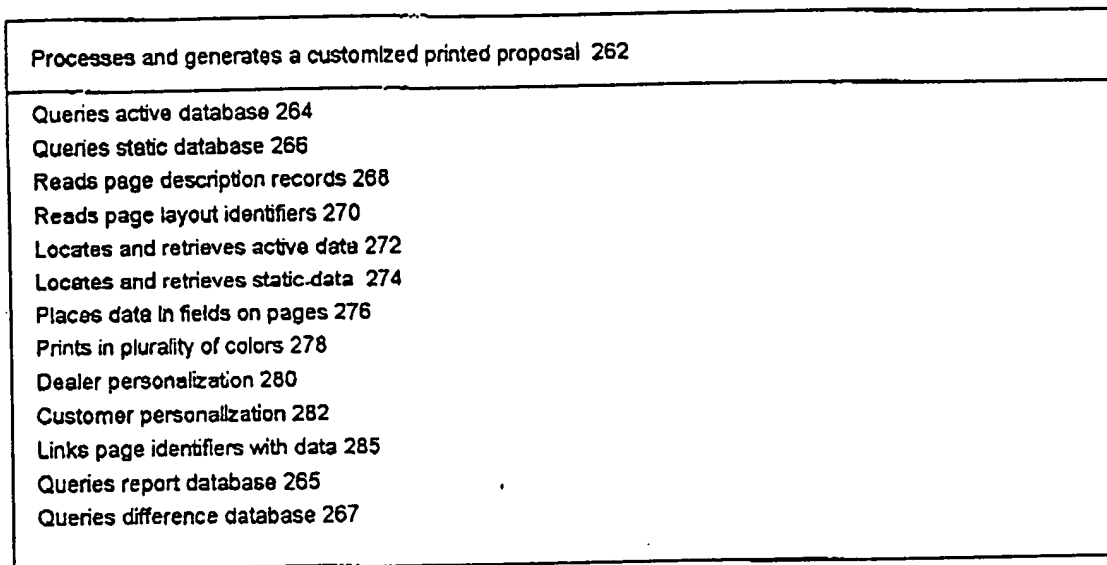 Processes and generates a customized printed proposal 262
Queries active database 264
Queries static database 266
Reads page description records 268
Reads page layout identifiers 270
Locates and retrieves active data 272
Locates and retrieves static data 274
Places data in fields on pages 276
Prints in plurality of colors 278
Dealer personalization 280
Customer personalization 282
Links page identifiers with data 285
Queries report database 265
Queries difference database 267